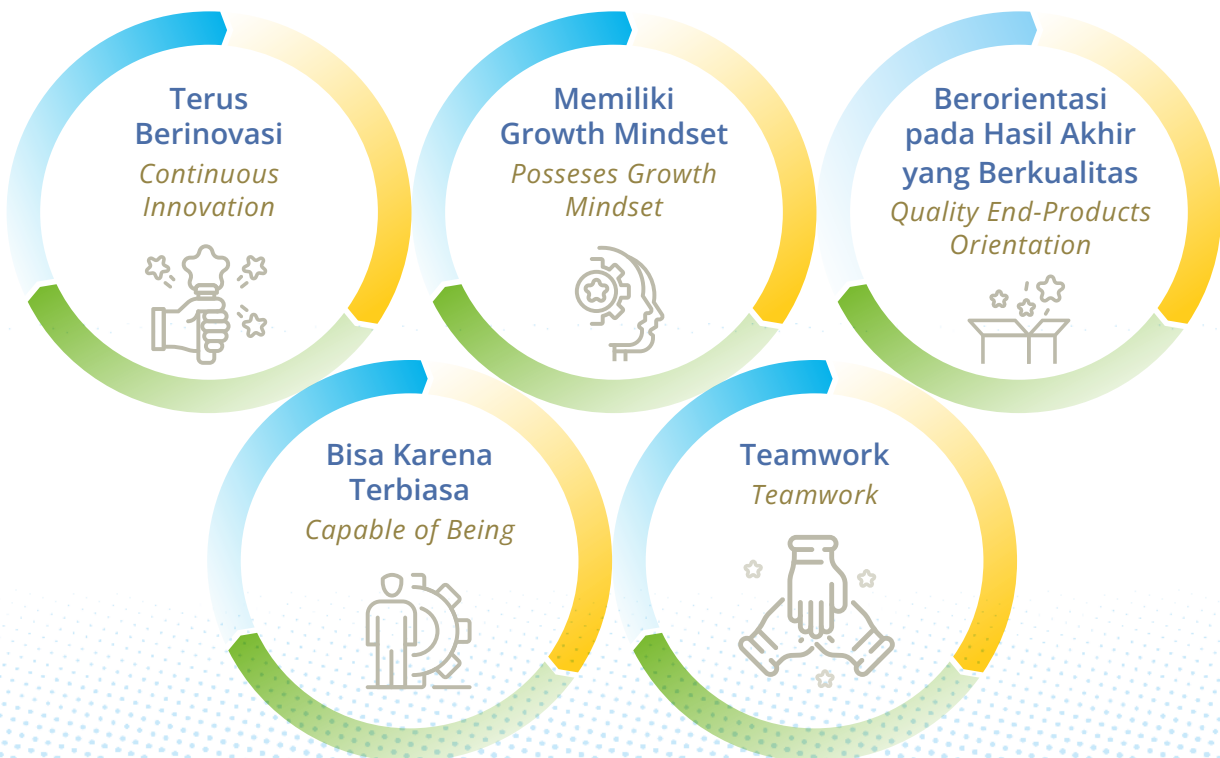 Terus
Berinovasi
Continuous
Innovation
Memiliki
Growth Mindset
Posseses Growth
Mindset
Berorientasi
pada Hasil Akhir
yang Berkualitas
Quality End-Products
Orientation
Bisa Karena
Terbiasa
Capable of Being
Teamwork
Teamwork